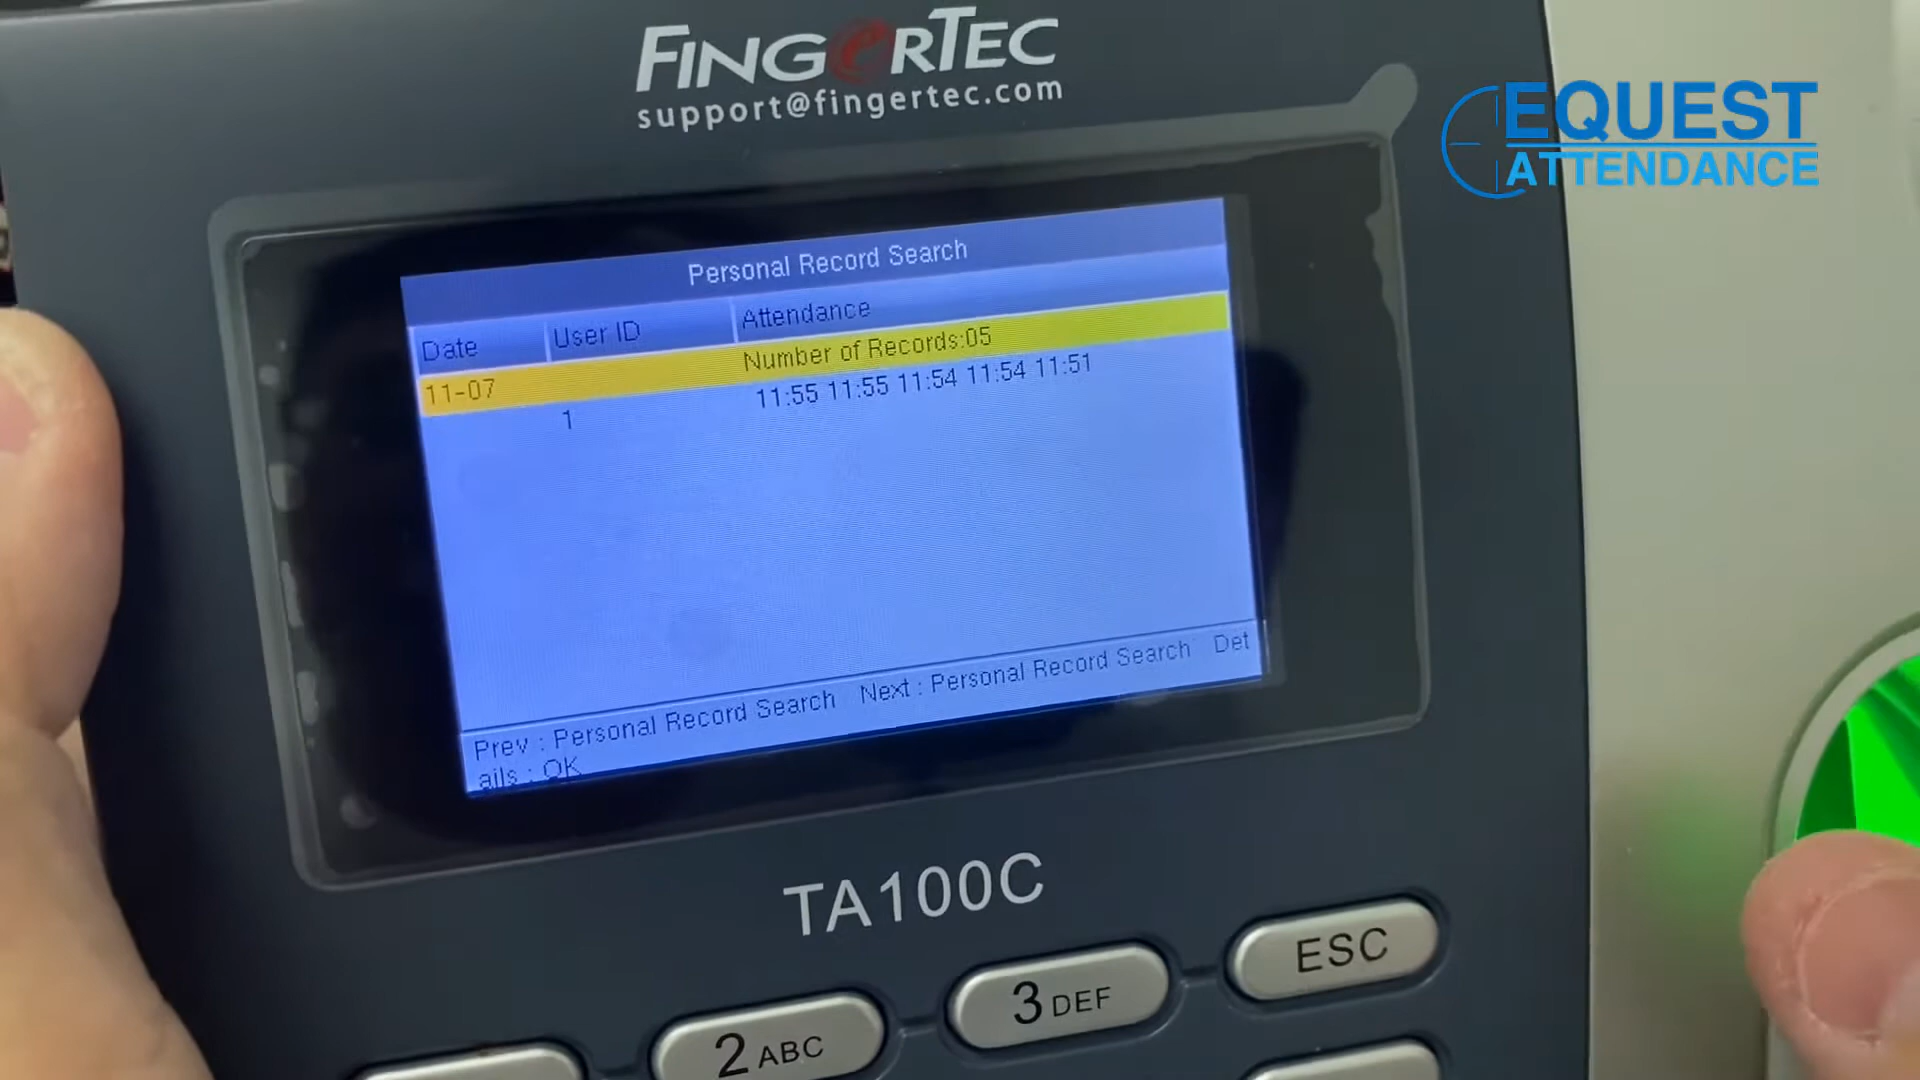 FINGERTEC
support@fingertec.com
EQUEST
ATTENDANCE
Personal Record Search
Date User ID Attendance
11-07 Number of Records:05
1 11:55 11:55 11:54 11:54 11:51
Prev : Personal Record Search Next : Personal Record Search Det
ails : OK
TA100C
2 ABC 3 DEF ESC